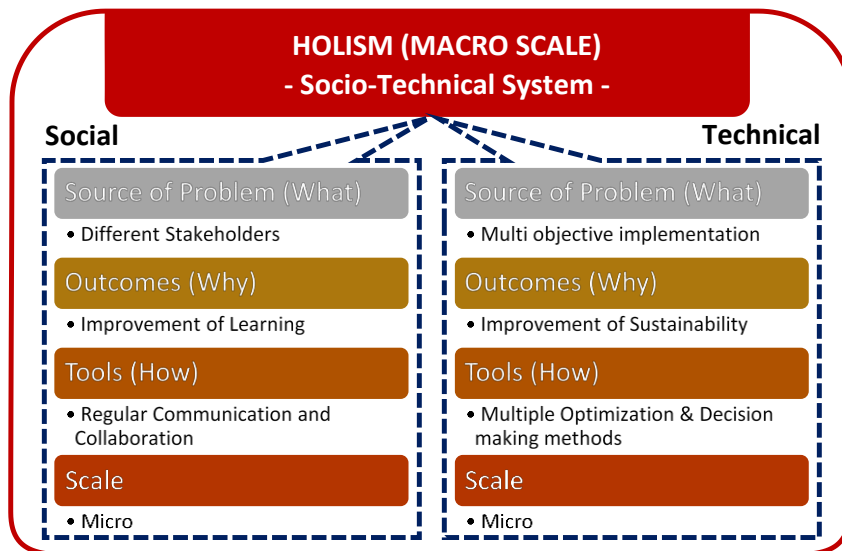 HOLISM (MACRO SCALE)
- Socio-Technical System -
Social
Source of Problem (What)
• Different Stakeholders
Outcomes (Why)
• Improvement of Learning
Tools (How)
• Regular Communication and
Collaboration
Scale
• Micro
Technical
Source of Problem (What)
• Multi objective implementation
Outcomes (Why)
• Improvement of Sustainability
Tools (How)
• Multiple Optimization & Decision
making methods
Scale
• Micro